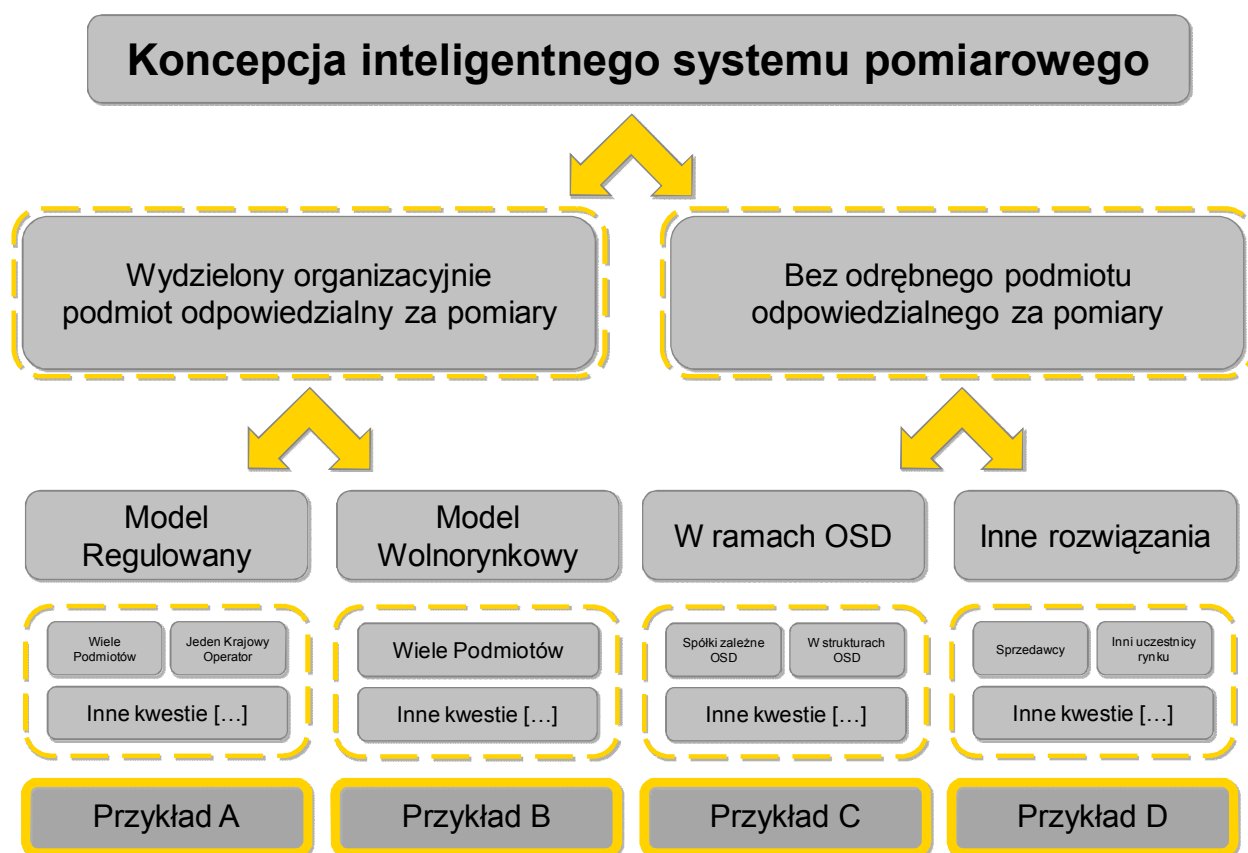 Koncepcja inteligentnego systemu pomiarowego
Wydzielony organizacyjnie
podmiot odpowiedzialny za pomiary
Bez odrębnego podmiotu
odpowiedzialnego za pomiary
Model
Regulowany
Model
Wolnorynkowy
W ramach OSD
Inne rozwiązania
Wiele
Podmiotów
Jeden Krajowy
Operator
Inne kwestie […]
Wiele Podmiotów
Inne kwestie […]
Spółki zależne
OSD
W strukturach
OSD
Inne kwestie […]
Sprzedawcy
Inni uczestnicy
rynku
Inne kwestie […]
Przykład A
Przykład B
Przykład C
Przykład D